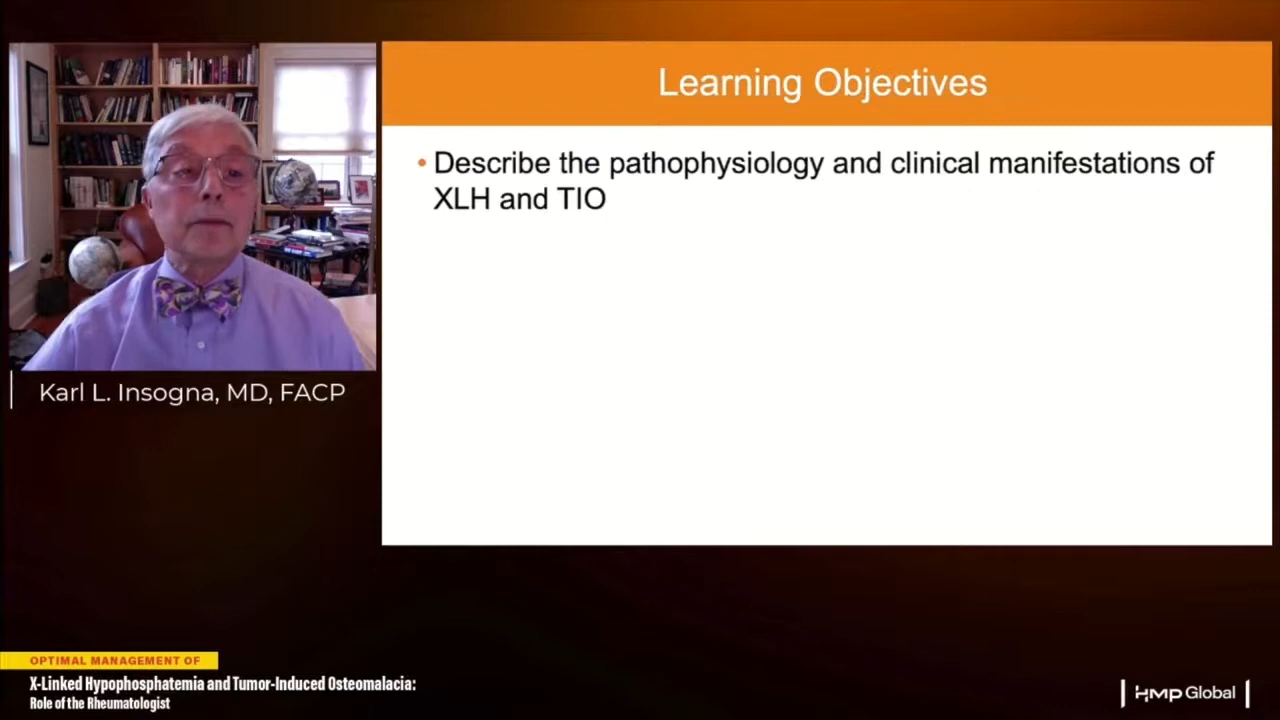 Learning Objectives
• Describe the pathophysiology and clinical manifestations of
XLH and TIO
Karl L. Insogna, MD, FACP
OPTIMAL MANAGEMENT OF
X-Linked Hypophosphatemia and Tumor-Induced Osteomalacia:
Role of the Rheumatologist
HMP Global